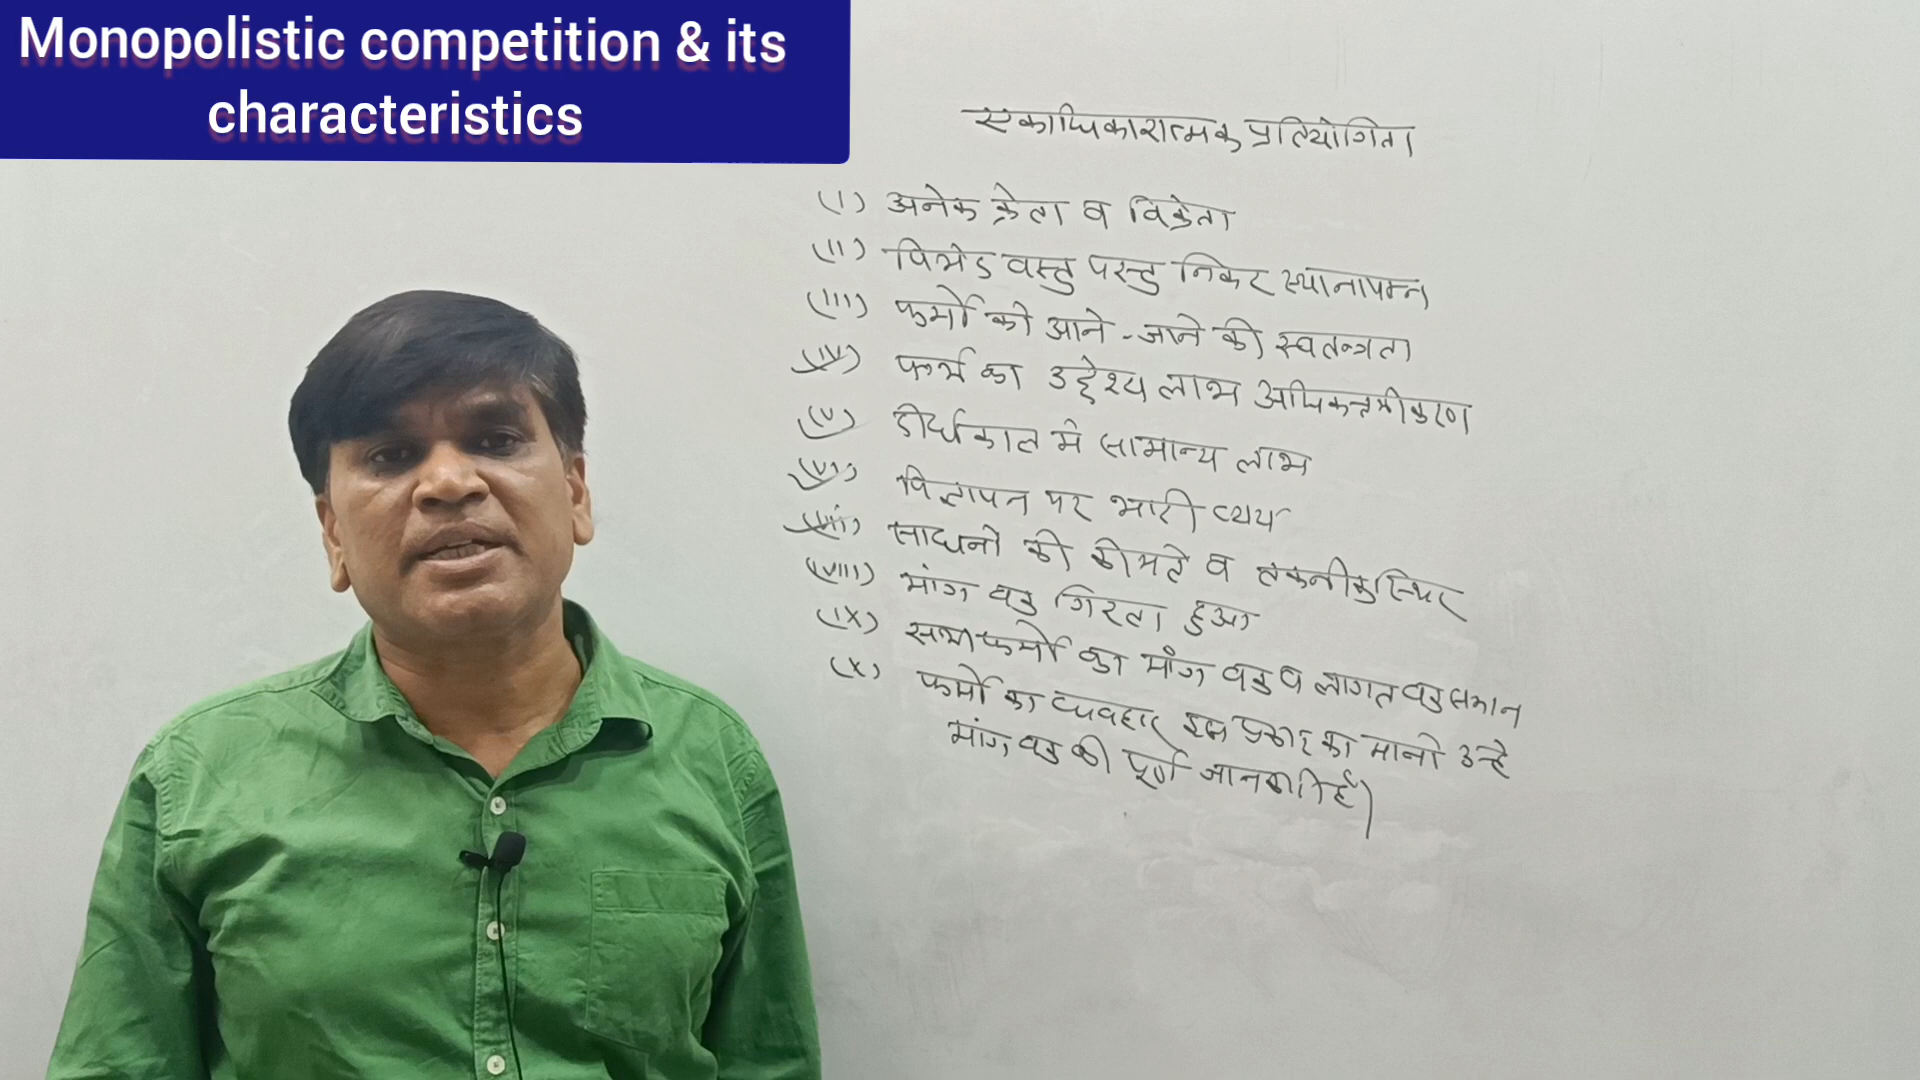 Monopolistic competition & its
characteristics
एकाधिकारात्मक प्रतियोगिता
(i) अनेक क्रेता व विक्रेता
(ii) विभेद वस्तु परन्तु निकट स्थानापन्न
(iii) फर्मो को आने-जाने की स्वतन्त्रता
(iv) फर्म का उद्देश्य लाभ अधिकतमीकरण
(v) दीर्घकाल मे सामान्य लाभ
(vi) विज्ञापन पर भारी व्यय
(vii) साधनो की कीमते व तकनीक स्थिर
(viii) मांग वक्र गिरता हुआ
(ix) सभी फर्मो का माँग वक्र व लागत वक्र समान
(x) फर्मो का व्यवहार इस प्रकार का मानो उन्हे
मांग वक्र की पूर्ण जानकारी है।